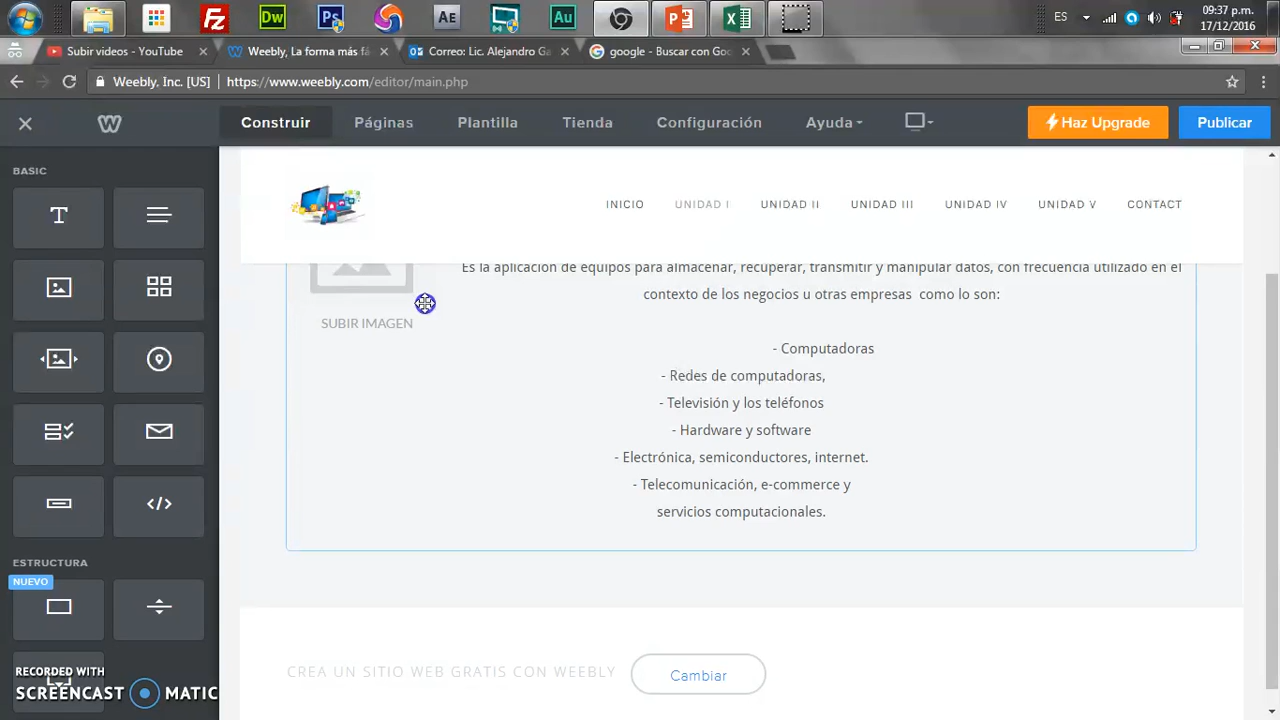 Dw
Ps
Ae
Au
ES
09:37 p.m.
17/12/2016
Subir videos - YouTube
Weebly, La forma más fá
Correo: Lic. Alejandro Ga
google - Buscar con Goo
Weebly, Inc. [US]
https://www.weebly.com/editor/main.php
Construir
Páginas
Plantilla
Tienda
Configuración
Ayuda
Haz Upgrade
Publicar
BASIC
T
INICIO
UNIDAD I
UNIDAD II
UNIDAD III
UNIDAD IV
UNIDAD V
CONTACT
Es la aplicación de equipos para almacenar, recuperar, transmitir y manipular datos, con frecuencia utilizado en el
contexto de los negocios u otras empresas como lo son:
SUBIR IMAGEN
- Computadoras
- Redes de computadoras,
- Televisión y los teléfonos
- Hardware y software
- Electrónica, semiconductores, internet.
- Telecomunicación, e-commerce y
servicios computacionales.
ESTRUCTURA
NUEVO
CREA UN SITIO WEB GRATIS CON WEEBLY
Cambiar
RECORDED WITH
SCREENCAST MATIC